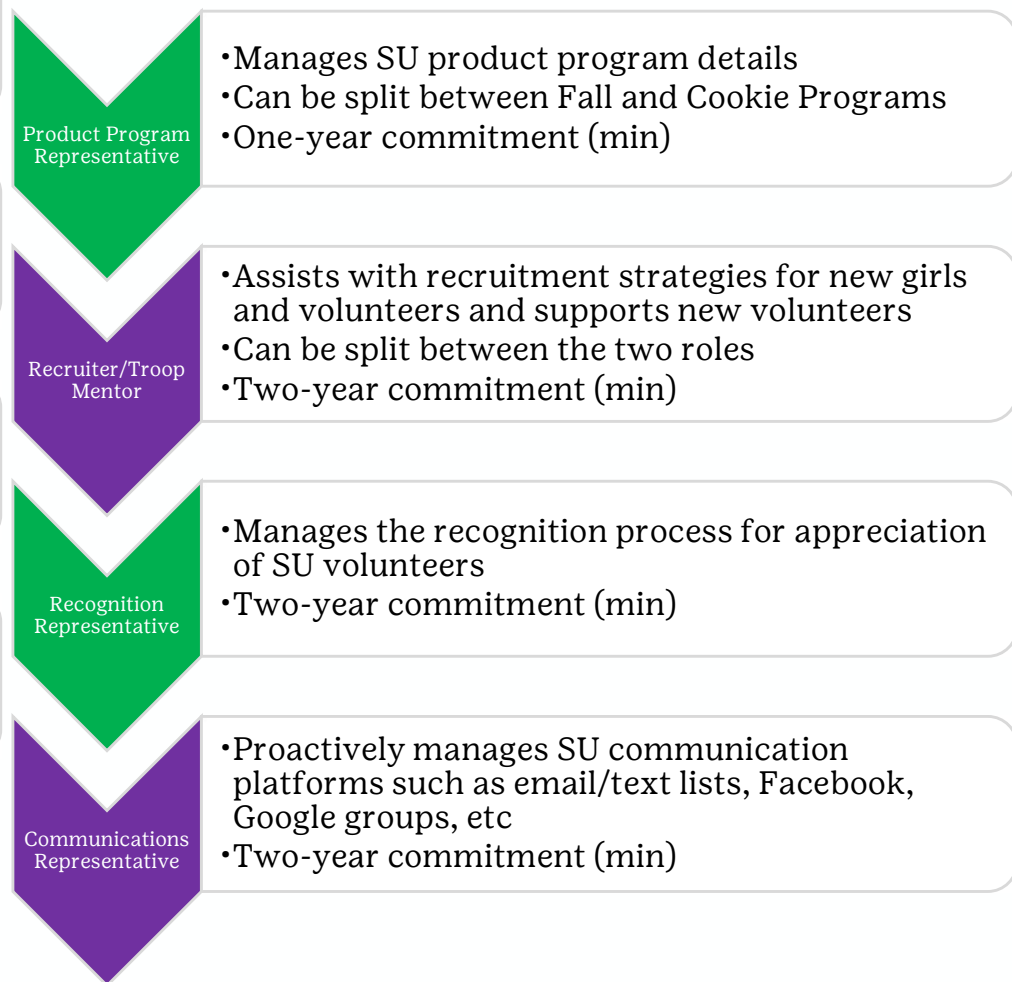 Product Program
Representative
•Manages SU product program details
•Can be split between Fall and Cookie Programs
•One-year commitment (min)
Recruiter/Troop
Mentor
•Assists with recruitment strategies for new girls
and volunteers and supports new volunteers
•Can be split between the two roles
•Two-year commitment (min)
Recognition
Representative
•Manages the recognition process for appreciation
of SU volunteers
•Two-year commitment (min)
Communications
Representative
•Proactively manages SU communication
platforms such as email/text lists, Facebook,
Google groups, etc
•Two-year commitment (min)